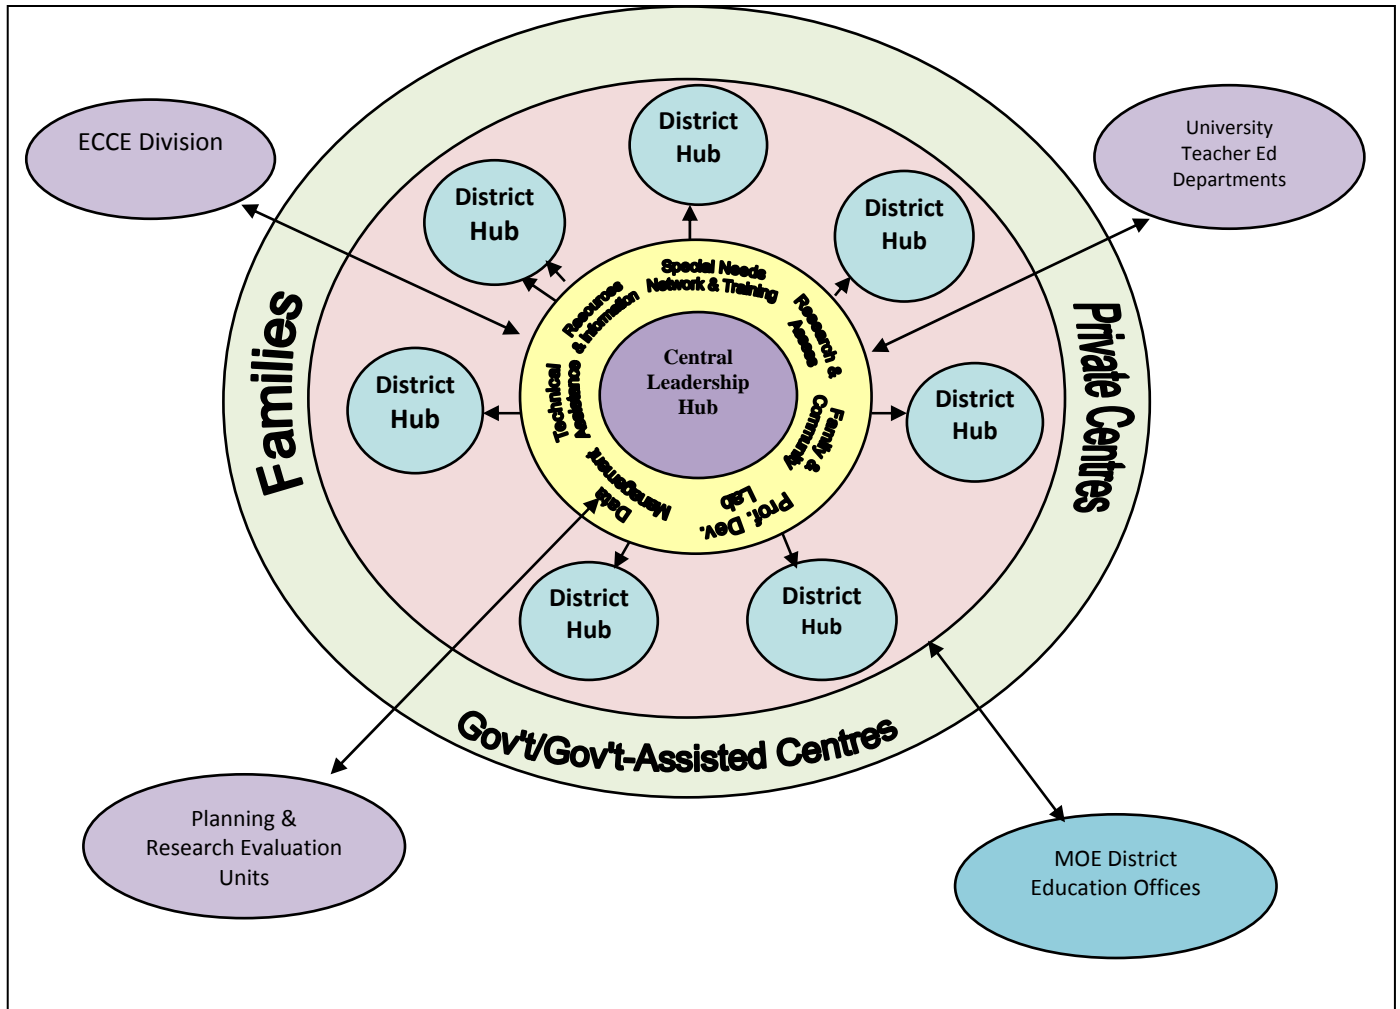 ECCE Division
University
Teacher Ed
Departments
District
Hub
District
Hub
District
Hub
District
Hub
District
Hub
District
Hub
District
Hub
Families
Private Centres
Gov't/Gov't-Assisted Centres
Special Needs
Network & Training
Resources
& Information
Research &
Asses
Technical
Assistance
Family &
Community
Data
Management
Prof. Dev.
Lab
Central
Leadership
Hub
Planning &
Research Evaluation
Units
MOE District
Education Offices